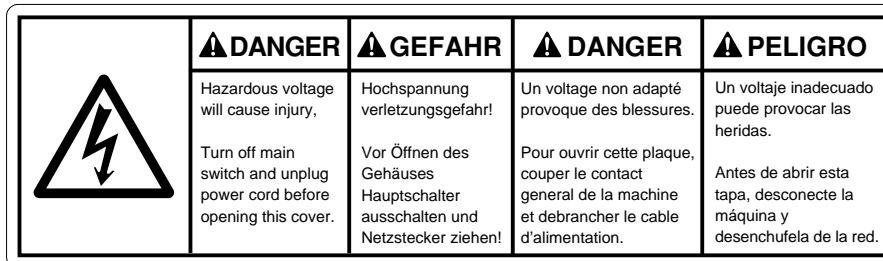 DANGER
Hazardous voltage
will cause injury,
Turn off main
switch and unplug
power cord before
opening this cover.
GEFAHR
Hochspannung
verletzungsgefahr!
Vor Öffnen des
Gehäuses
Hauptschalter
ausschalten und
Netzstecker ziehen!
DANGER
Un voltage non adapté
provoque des blessures.
Pour ouvrir cette plaque,
couper le contact
general de la machine
et debrancher le cable
d'alimentation.
PELIGRO
Un voltaje inadecuado
puede provocar las
heridas.
Antes de abrir esta
tapa, desconecte la
máquina y
desenchufela de la red.